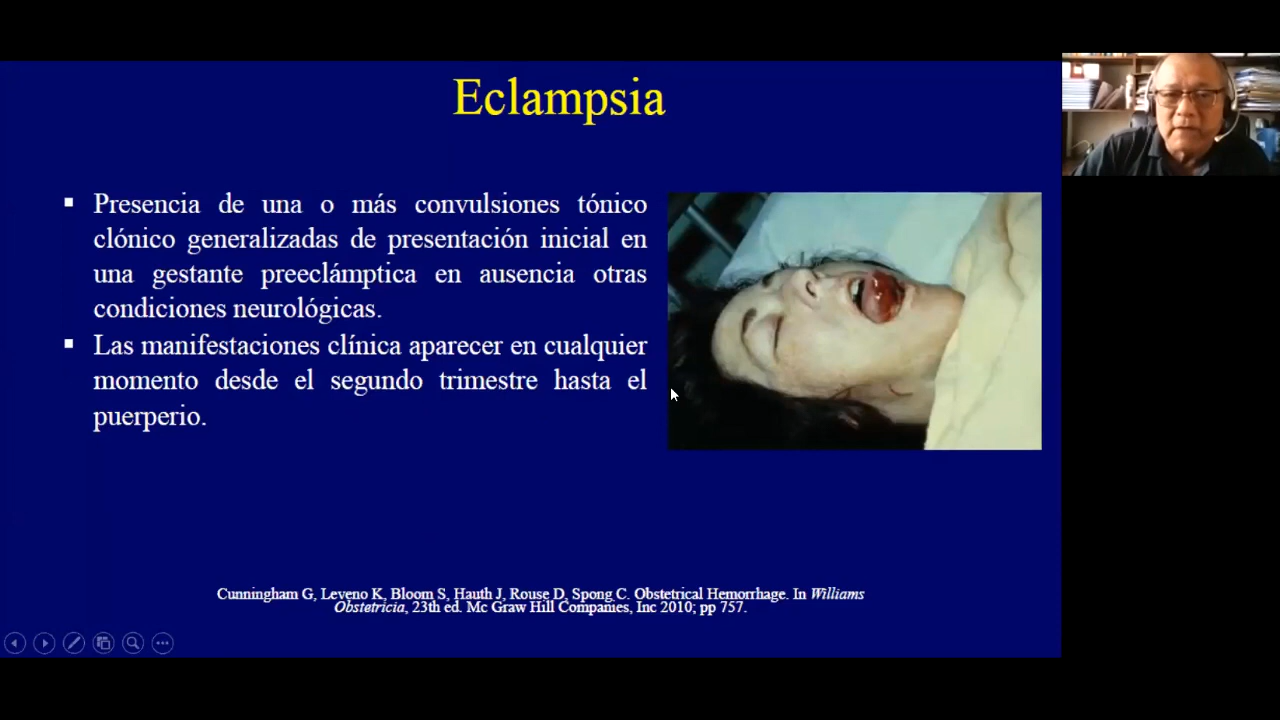 Eclampsia
▪ Presencia de una o más convulsiones tónico
clónico generalizadas de presentación inicial en
una gestante preeclámptica en ausencia otras
condiciones neurológicas.
▪ Las manifestaciones clínica aparecer en cualquier
momento desde el segundo trimestre hasta el
puerperio.
Cunningham G, Leveno K, Bloom S, Hauth J, Rouse D, Spong C. Obstetrical Hemorrhage. In Williams
Obstetricia, 23th ed. Mc Graw Hill Companies, Inc 2010; pp 757.